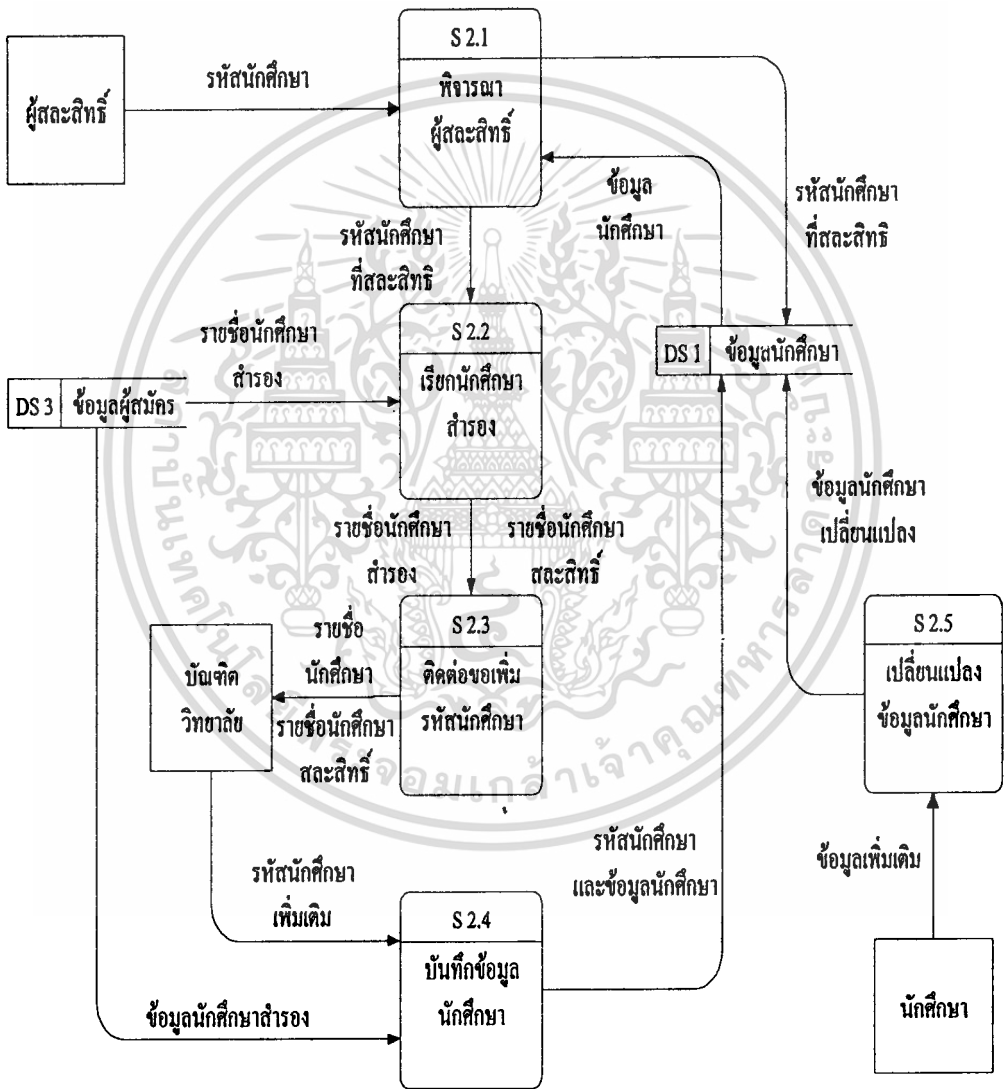 S 2.1
พิจารณา
ผู้สละสิทธิ์
ผู้สละสิทธิ์
รหัสนักศึกษา
ข้อมูล
นักศึกษา
รหัสนักศึกษา
ที่สละสิทธิ
รหัสนักศึกษา
ที่สละสิทธิ
S 2.2
เรียกนักศึกษา
สำรอง
รายชื่อนักศึกษา
สำรอง
DS 3 ข้อมูลผู้สมัคร
DS 1 ข้อมูลนักศึกษา
รายชื่อนักศึกษา
สำรอง
รายชื่อนักศึกษา
สละสิทธิ์
ข้อมูลนักศึกษา
เปลี่ยนแปลง
S 2.3
ติดต่อขอเพิ่ม
รหัสนักศึกษา
รายชื่อ
นักศึกษา
รายชื่อนักศึกษา
สละสิทธิ์
บัณฑิต
วิทยาลัย
S 2.5
เปลี่ยนแปลง
ข้อมูลนักศึกษา
รหัสนักศึกษา
เพิ่มเติม
รหัสนักศึกษา
และข้อมูลนักศึกษา
ข้อมูลเพิ่มเติม
S 2.4
บันทึกข้อมูล
นักศึกษา
ข้อมูลนักศึกษาสำรอง
นักศึกษา